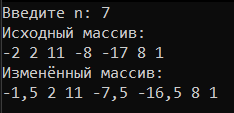 Введите n: 7
Исходный массив:
-2 2 11 -8 -17 8 1
Изменённый массив:
-1,5 2 11 -7,5 -16,5 8 1